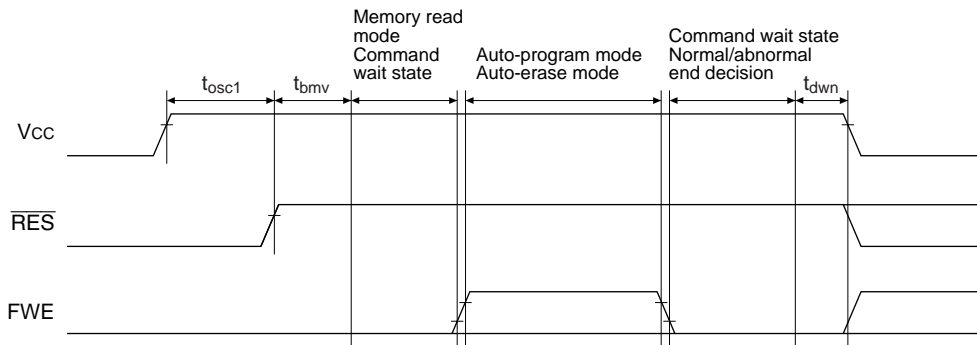 Memory read
mode
Command
wait state
Auto-program mode
Auto-erase mode
Command wait state
Normal/abnormal
end decision
tosc1
tbmv
tdwn
VCC
RES
FWE